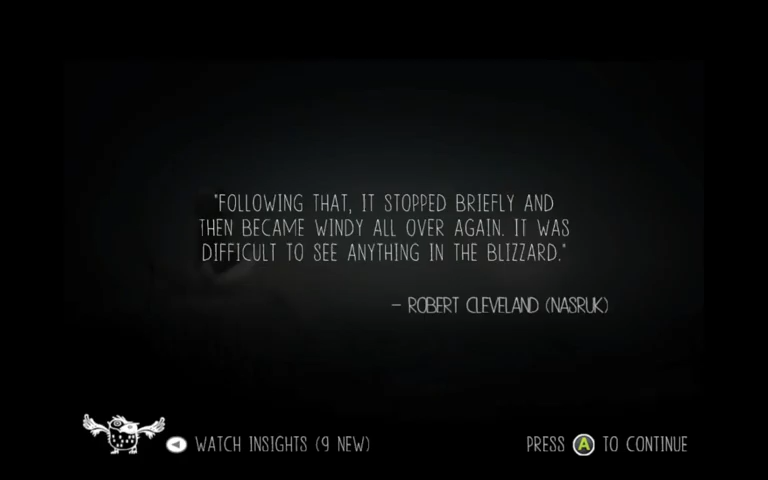 "FOLLOWING THAT, IT STOPPED BRIEFLY AND
THEN BECAME WINDY ALL OVER AGAIN. IT WAS
DIFFICULT TO SEE ANYTHING IN THE BLIZZARD."
– ROBERT CLEVELAND (NASRUK)
WATCH INSIGHTS (9 NEW)
PRESS A TO CONTINUE